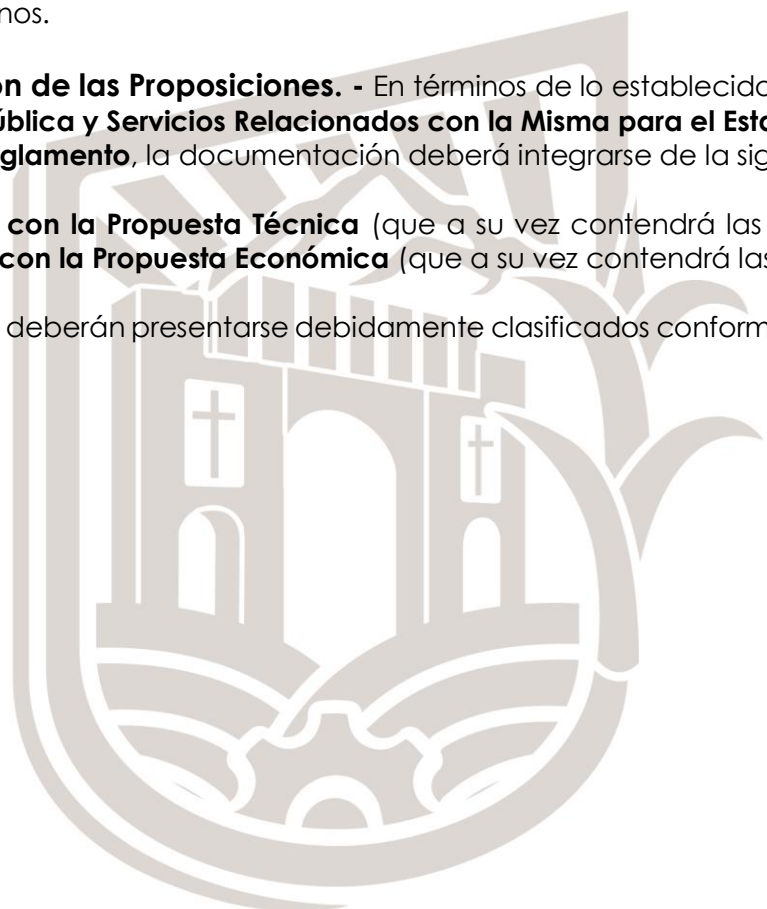 nos.
ón de las Proposiciones. - En términos de lo establecido
ública y Servicios Relacionados con la Misma para el Esta
glamento, la documentación deberá integrarse de la sig
con la Propuesta Técnica (que a su vez contendrá las
con la Propuesta Económica (que a su vez contendrá las
deberán presentarse debidamente clasificados conform